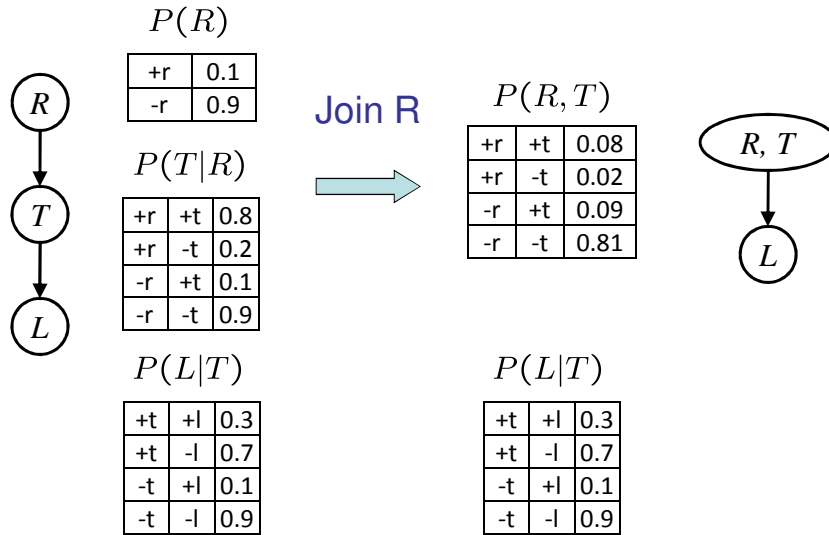 P(R)
+r 0.1
-r 0.9
R
T
L
P(T|R)
+r +t 0.8
+r -t 0.2
-r +t 0.1
-r -t 0.9
P(L|T)
+t +l 0.3
+t -l 0.7
-t +l 0.1
-t -l 0.9
Join R
P(R, T)
+r +t 0.08
+r -t 0.02
-r +t 0.09
-r -t 0.81
R, T
L
P(L|T)
+t +l 0.3
+t -l 0.7
-t +l 0.1
-t -l 0.9